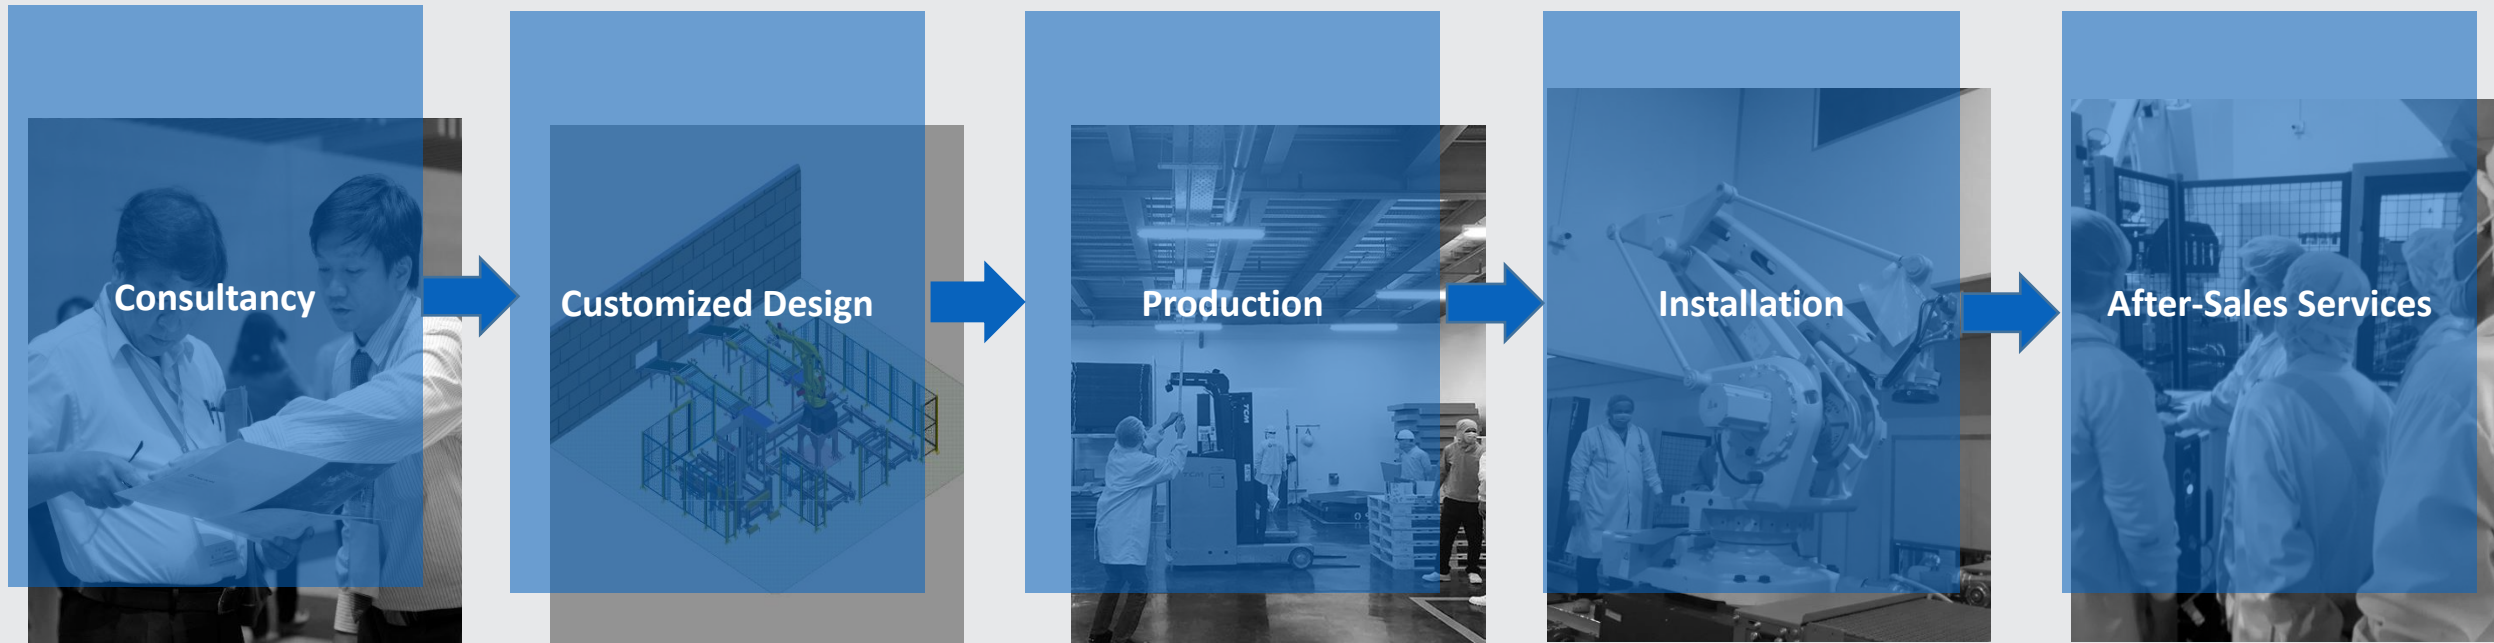 Consultancy
Customized Design
Production
Installation
After-Sales Services